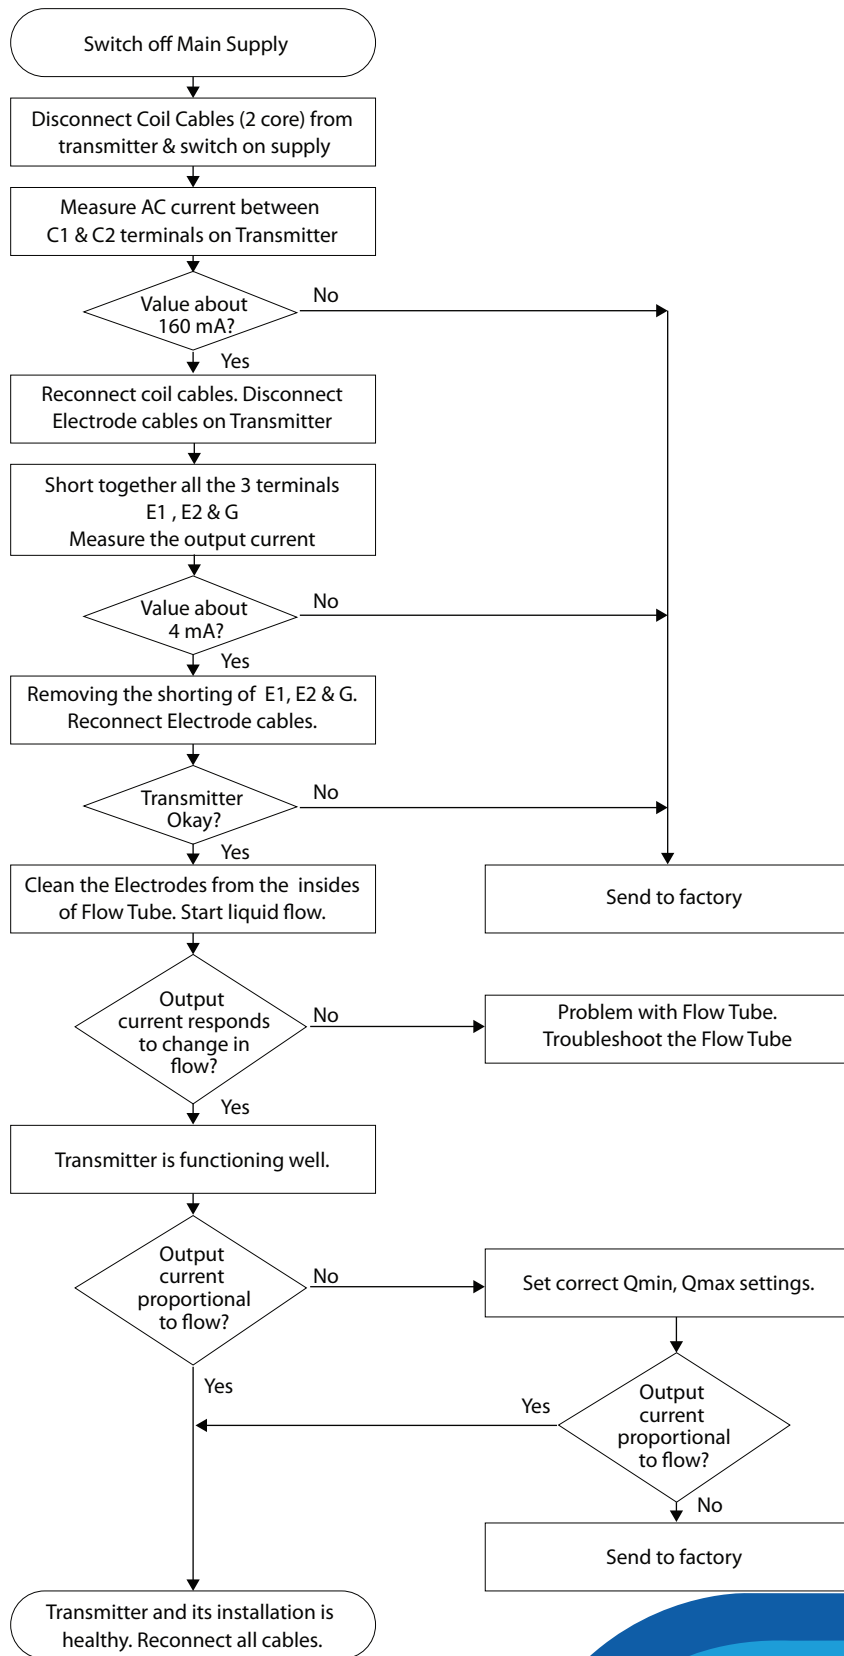 Switch off Main Supply
Disconnect Coil Cables (2 core) from
transmitter & switch on supply
Measure AC current between
C1 & C2 terminals on Transmitter
Value about
160 mA?
No
Yes
Reconnect coil cables. Disconnect
Electrode cables on Transmitter
Short together all the 3 terminals
E1 , E2 & G
Measure the output current
Value about
4 mA?
No
Yes
Removing the shorting of E1, E2 & G.
Reconnect Electrode cables.
Transmitter
Okay?
No
Yes
Clean the Electrodes from the insides
of Flow Tube. Start liquid flow.
Send to factory
Output
current responds
to change in
flow?
No
Problem with Flow Tube.
Troubleshoot the Flow Tube
Yes
Transmitter is functioning well.
Output
current
proportional
to flow?
No
Set correct Qmin, Qmax settings.
Yes
Output
current
proportional
to flow?
Yes
No
Send to factory
Transmitter and its installation is
healthy. Reconnect all cables.